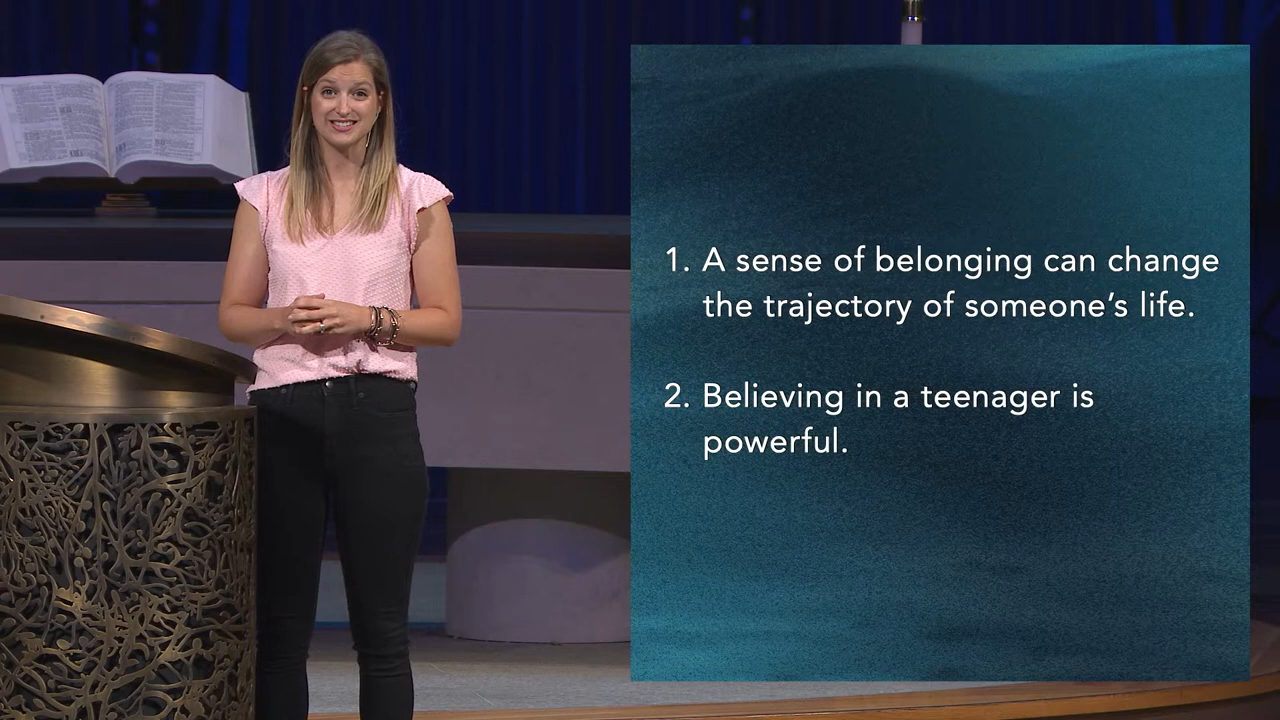 1. A sense of belonging can change
the trajectory of someone’s life.
2. Believing in a teenager is
powerful.